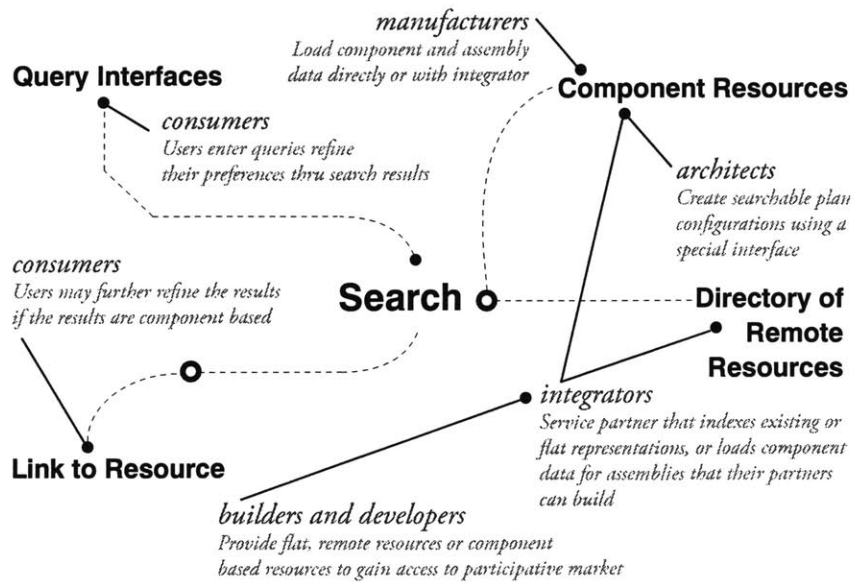 manufacturers
Load component and assembly
data directly or with integrator
Query Interfaces
Component Resources
consumers
Users enter queries refine
their preferences thru search results
architects
Create searchable plan
configurations using a
special interface
consumers
Users may further refine the results
if the results are component based
Search
Directory of
Remote
Resources
integrators
Service partner that indexes existing or
flat representations, or loads component
data for assemblies that their partners
can build
Link to Resource
builders and developers
Provide flat, remote resources or component
based resources to gain access to participative market